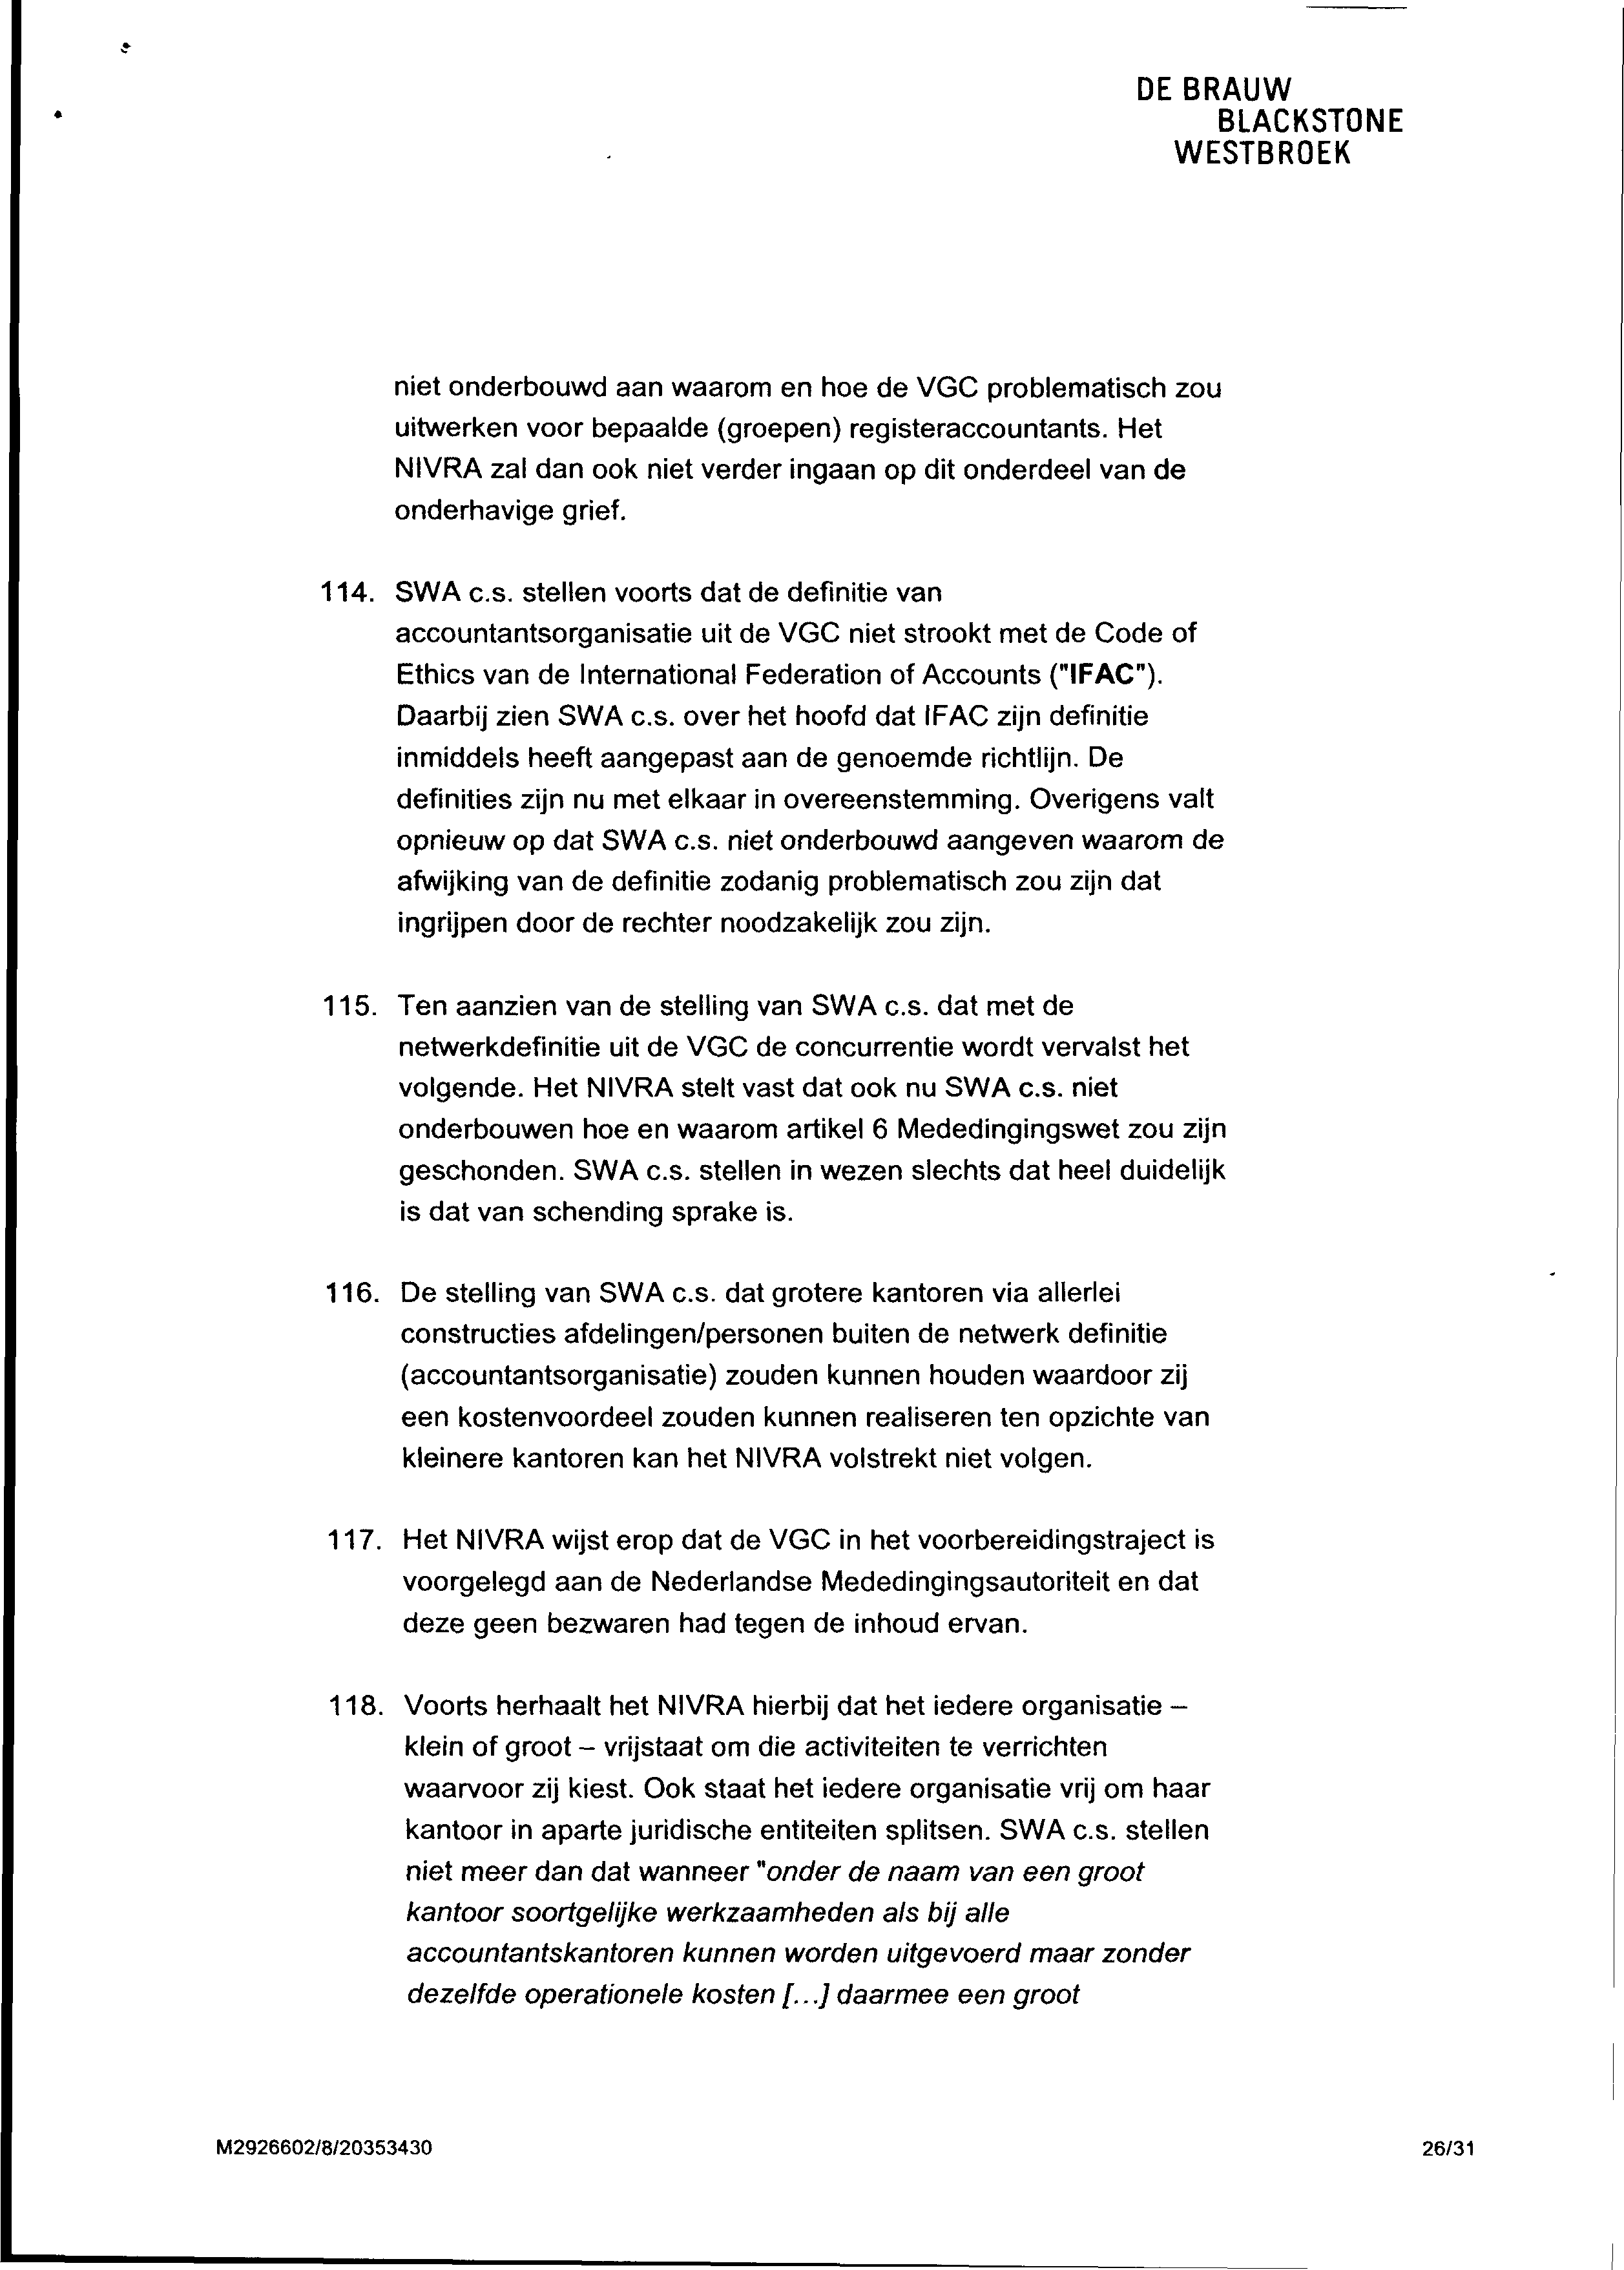 DE BRAUW
BLACKSTONE
WESTBROEK
niet onderbouwd aan waarom en hoe de VGC problematisch zou
uitwerken voor bepaalde (groepen) registeraccountants. Het
NIVRA zal dan ook niet verder ingaan op dit onderdeel van de
onderhavige grief.
114. SWA c.s. stellen voorts dat de definitie van
accountantsorganisatie uit de VGC niet strookt met de Code of
Ethics van de International Federation of Accounts ("IFAC").
Daarbij zien SWA c.s. over het hoofd dat IFAC zijn definitie
inmiddels heeft aangepast aan de genoemde richtlijn. De
definities zijn nu met elkaar in overeenstemming. Overigens valt
opnieuw op dat SWA c.s. niet onderbouwd aangeven waarom de
afwijking van de definitie zodanig problematisch zou zijn dat
ingrijpen door de rechter noodzakelijk zou zijn.
115. Ten aanzien van de stelling van SWA c.s. dat met de
netwerkdefinitie uit de VGC de concurrentie wordt vervalst het
volgende. Het NIVRA stelt vast dat ook nu SWA c.s. niet
onderbouwen hoe en waarom artikel 6 Mededingingswet zou zijn
geschonden. SWA c.s. stellen in wezen slechts dat heel duidelijk
is dat van schending sprake is.
116. De stelling van SWA c.s. dat grotere kantoren via allerlei
constructies afdelingen/personen buiten de netwerk definitie
(accountantsorganisatie) zouden kunnen houden waardoor zij
een kostenvoordeel zouden kunnen realiseren ten opzichte van
kleinere kantoren kan het NIVRA volstrekt niet volgen.
117. Het NIVRA wijst erop dat de VGC in het voorbereidingstraject is
voorgelegd aan de Nederlandse Mededingingsautoriteit en dat
deze geen bezwaren had tegen de inhoud ervan.
118. Voorts herhaalt het NIVRA hierbij dat het iedere organisatie –
klein of groot – vrijstaat om die activiteiten te verrichten
waarvoor zij kiest. Ook staat het iedere organisatie vrij om haar
kantoor in aparte juridische entiteiten splitsen. SWA c.s. stellen
niet meer dan dat wanneer "onder de naam van een groot
kantoor soortgelijke werkzaamheden als bij alle
accountantskantoren kunnen worden uitgevoerd maar zonder
dezelfde operationele kosten [...] daarmee een groot
M2926602/8/20353430
26/31